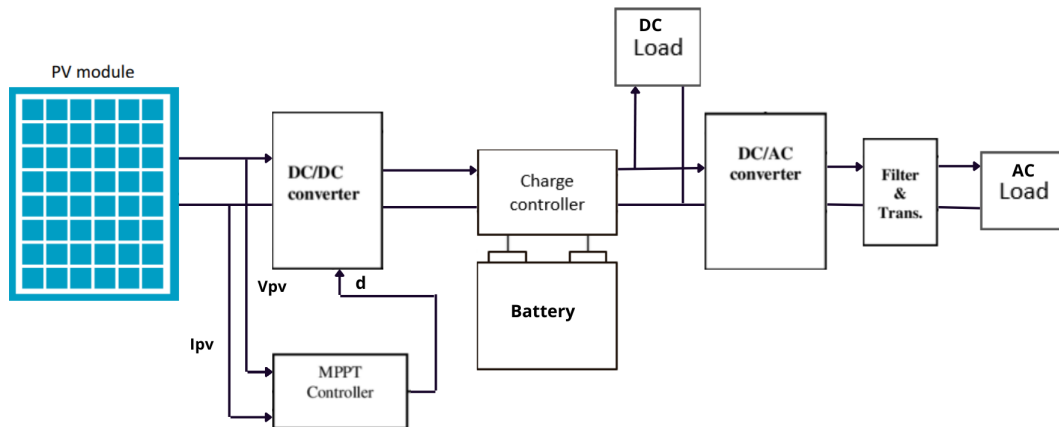 PV module
DC/DC
converter
Vpv
d
Ipv
MPPT
Controller
Charge
controller
Battery
DC
Load
DC/AC
converter
Filter
&
Trans.
AC
Load